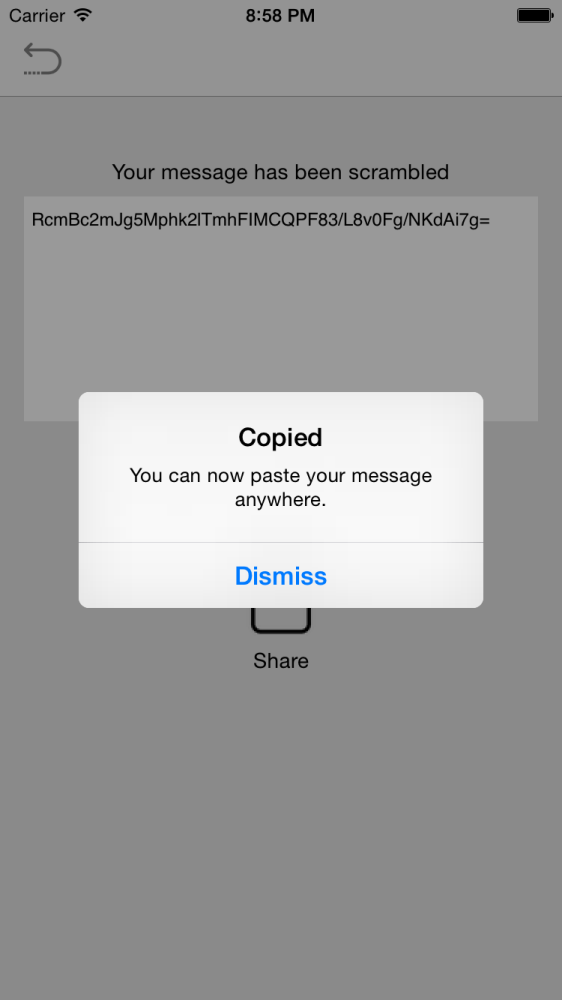 Carrier 8:58 PM
Your message has been scrambled
RcmBc2mJg5Mphk2lTmhFIMCQPF83/L8v0Fg/NKdAi7g=
Copied
You can now paste your message
anywhere.
Dismiss
Share